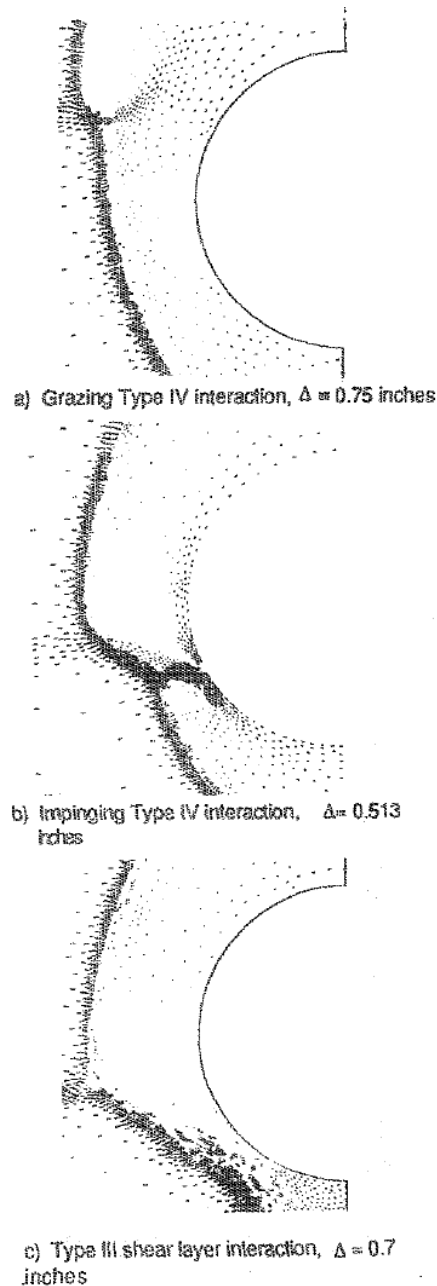 a) Grazing Type IV interaction, Δ = 0.75 inches
b) Impinging Type IV interaction, Δ= 0.513
inches
c) Type III shear layer interaction, Δ = 0.7
inches